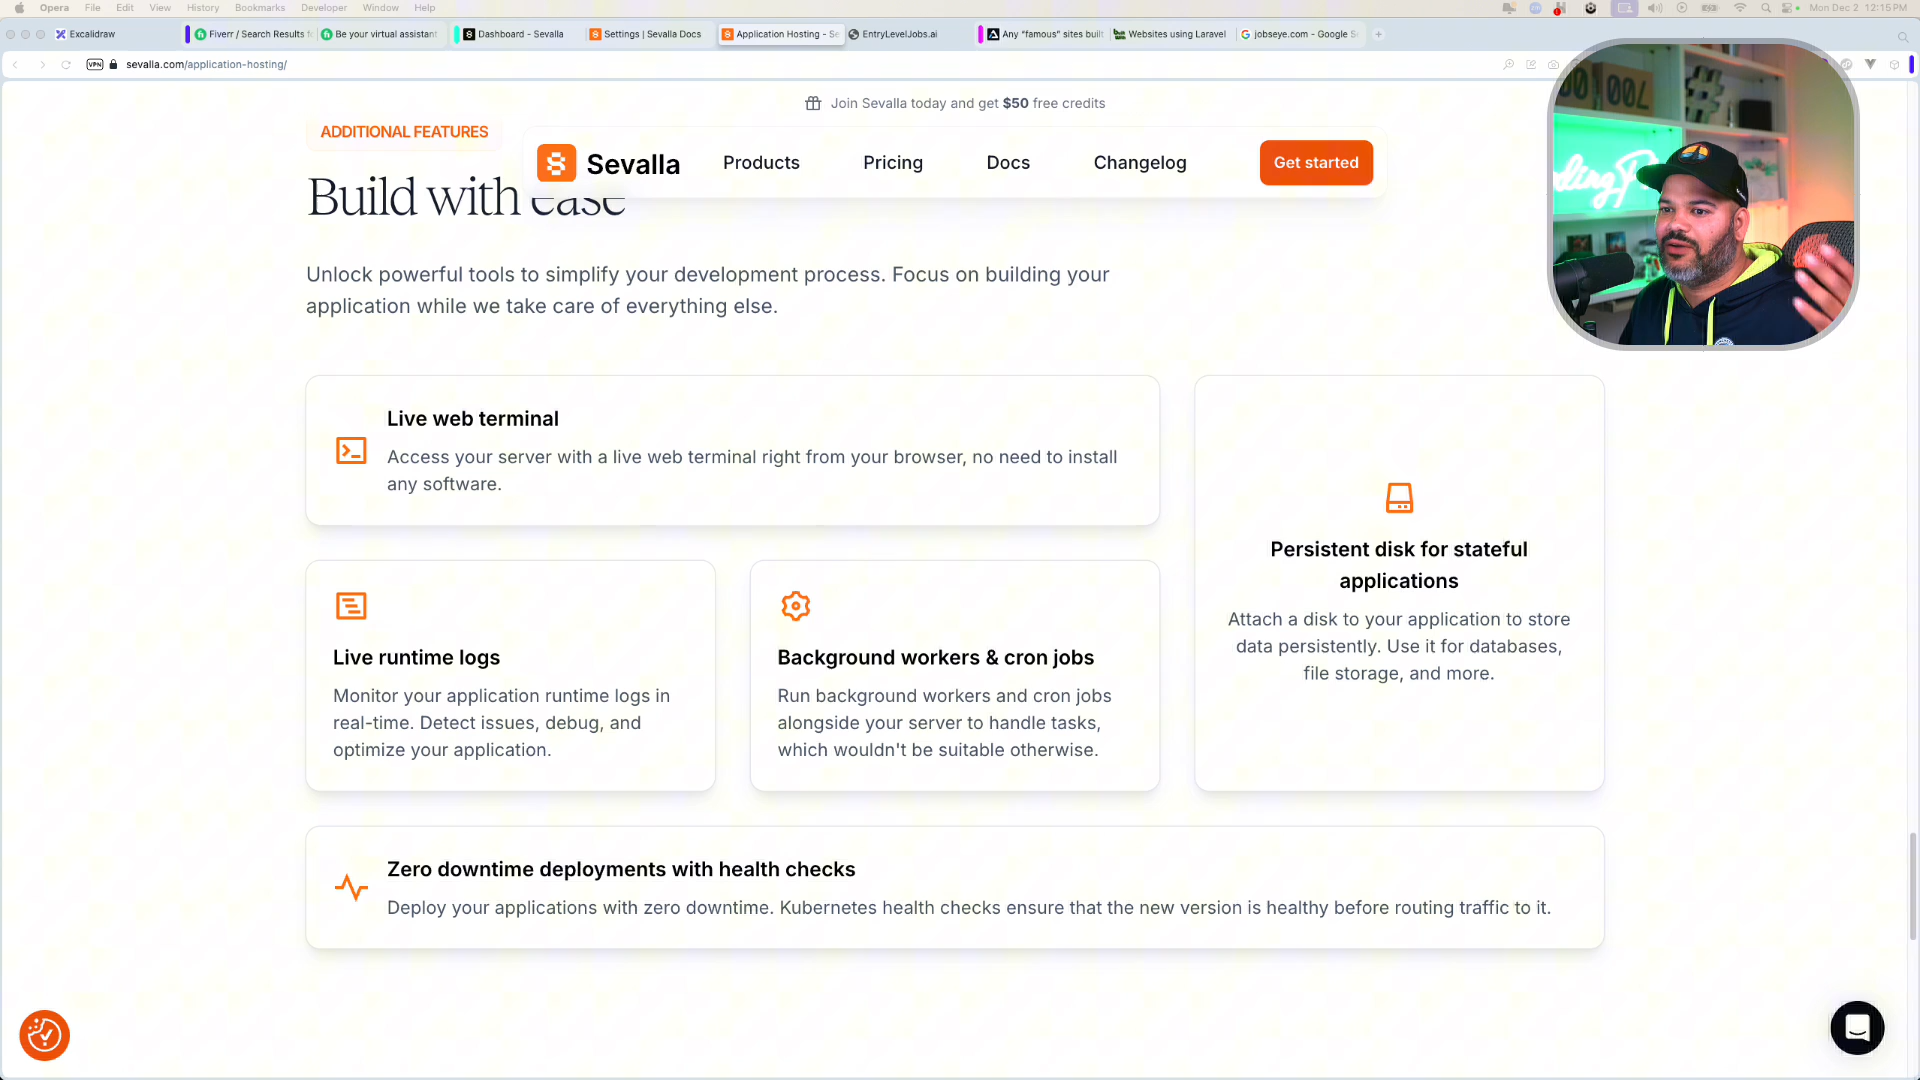 Opera File Edit View History Bookmarks Developer Window Help
Mon Dec 2 12:15PM
Excalidraw
Fiverr / Search Results
Be your virtual assistant
Dashboard - Sevalla
Settings | Sevalla Docs
Application Hosting - Se
EntryLevelJobs.ai
Any "famous" sites built
Websites using Laravel
jobseye.com - Google S
VPN
sevalla.com/application-hosting/
Join Sevalla today and get $50 free credits
ADDITIONAL FEATURES
Sevalla
Products
Pricing
Docs
Changelog
Get started
Build with ease
Unlock powerful tools to simplify your development process. Focus on building your
application while we take care of everything else.
Live web terminal
Access your server with a live web terminal right from your browser, no need to install
any software.
Persistent disk for stateful
applications
Attach a disk to your application to store
data persistently. Use it for databases,
file storage, and more.
Live runtime logs
Monitor your application runtime logs in
real-time. Detect issues, debug, and
optimize your application.
Background workers & cron jobs
Run background workers and cron jobs
alongside your server to handle tasks,
which wouldn't be suitable otherwise.
Zero downtime deployments with health checks
Deploy your applications with zero downtime. Kubernetes health checks ensure that the new version is healthy before routing traffic to it.